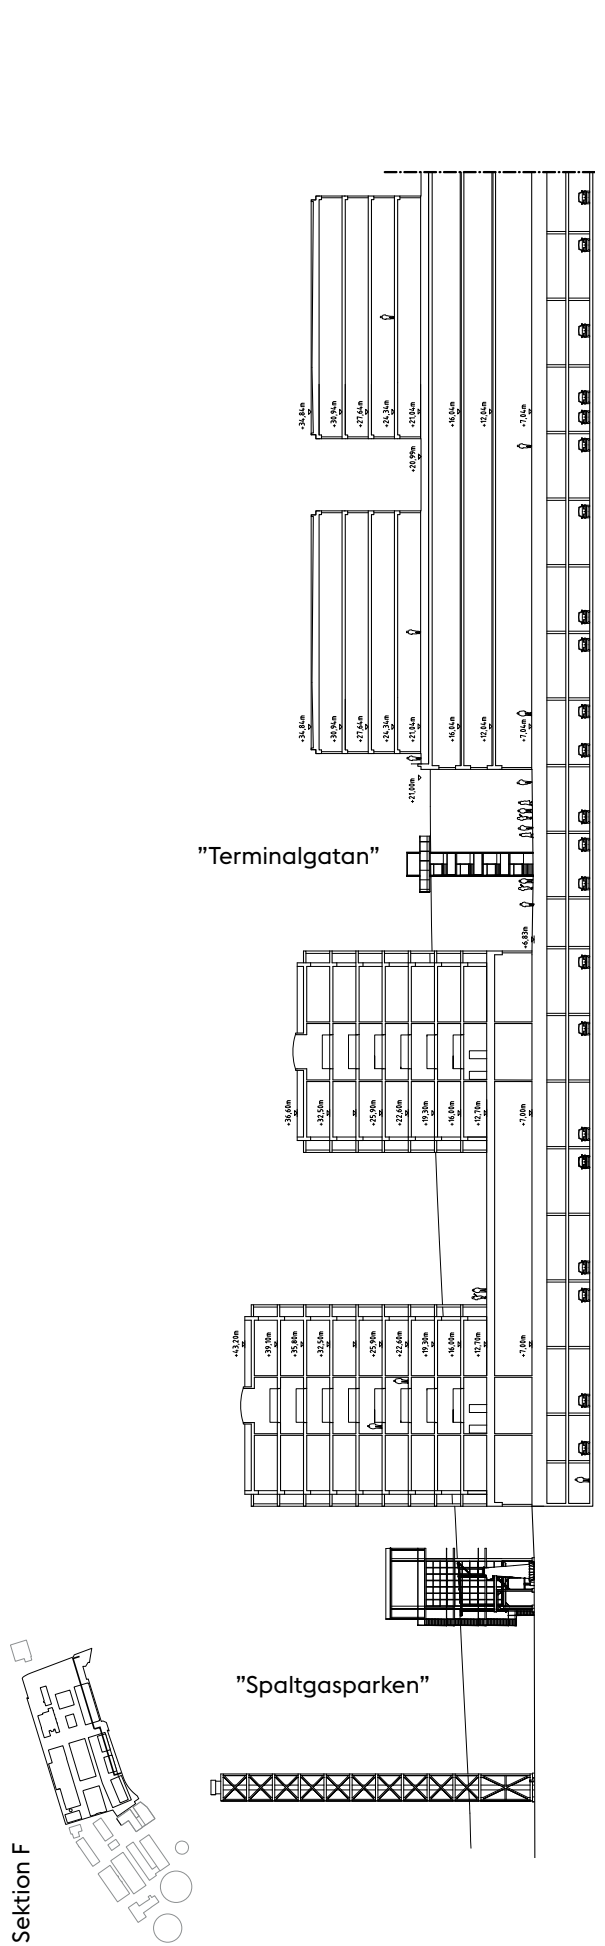 +34,84m
+30,94m
+27,64m
+24,34m
+21,04m
+16,04m
+12,04m
+7,04m
+20,99m
+34,84m
+30,94m
+27,64m
+24,34m
+21,04m
+16,04m
+12,04m
+7,04m
+21,00m
”Terminalgatan”
+6,83m
+36,60m
+32,50m
+25,90m
+22,60m
+19,30m
+16,00m
+12,70m
+7,00m
+43,20m
+39,10m
+35,80m
+32,50m
+25,90m
+22,60m
+19,30m
+16,00m
+12,70m
+7,00m
”Spaltgasparken”
Sektion F